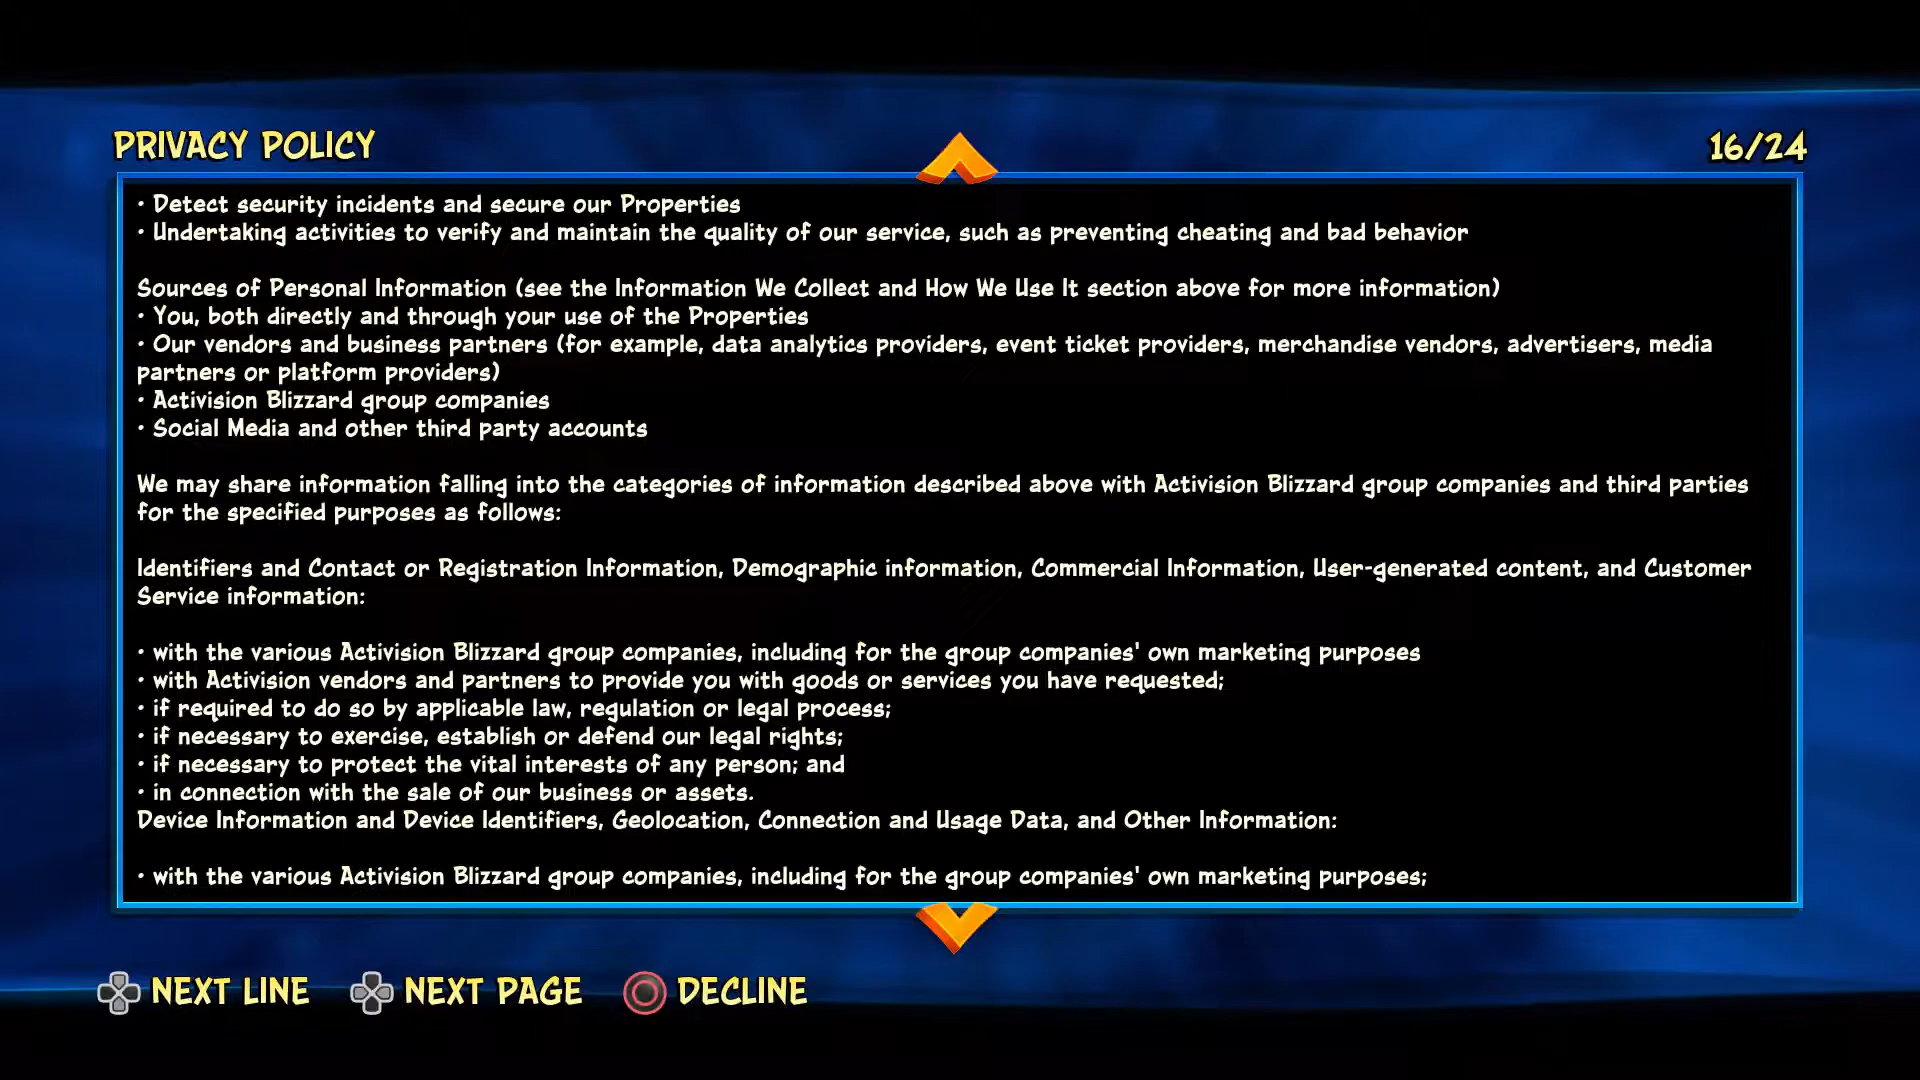 PRIVACY POLICY
16/24
• Detect security incidents and secure our Properties
• Undertaking activities to verify and maintain the quality of our service, such as preventing cheating and bad behavior
Sources of Personal Information (see the Information We Collect and How We Use It section above for more information)
• You, both directly and through your use of the Properties
• Our vendors and business partners (for example, data analytics providers, event ticket providers, merchandise vendors, advertisers, media
partners or platform providers)
• Activision Blizzard group companies
• Social Media and other third party accounts
We may share information falling into the categories of information described above with Activision Blizzard group companies and third parties
for the specified purposes as follows:
Identifiers and Contact or Registration Information, Demographic information, Commercial Information, User-generated content, and Customer
Service information:
• with the various Activision Blizzard group companies, including for the group companies' own marketing purposes
• with Activision vendors and partners to provide you with goods or services you have requested;
• if required to do so by applicable law, regulation or legal process;
• if necessary to exercise, establish or defend our legal rights;
• if necessary to protect the vital interests of any person; and
• in connection with the sale of our business or assets.
Device Information and Device Identifiers, Geolocation, Connection and Usage Data, and Other Information:
• with the various Activision Blizzard group companies, including for the group companies' own marketing purposes;
NEXT LINE NEXT PAGE DECLINE